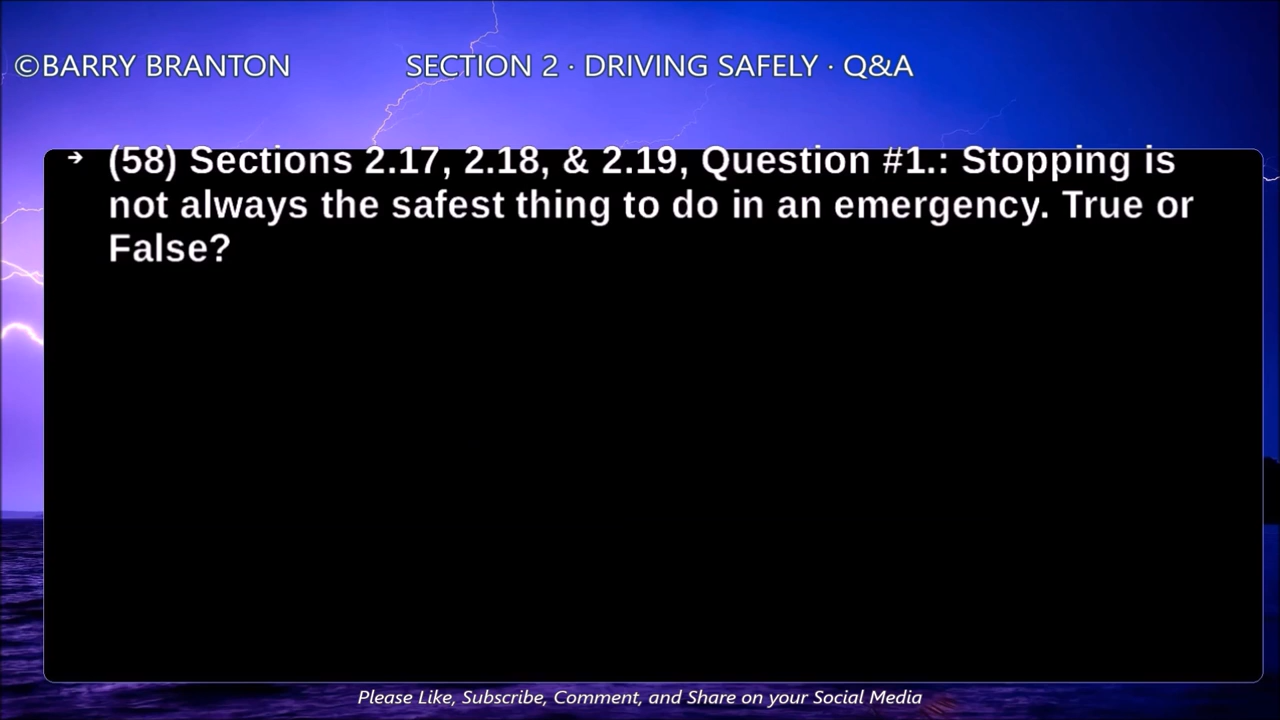 ©BARRY BRANTON
SECTION 2 · DRIVING SAFELY · Q&A
(58) Sections 2.17, 2.18, & 2.19, Question #1.: Stopping is
not always the safest thing to do in an emergency. True or
False?
Please Like, Subscribe, Comment, and Share on your Social Media